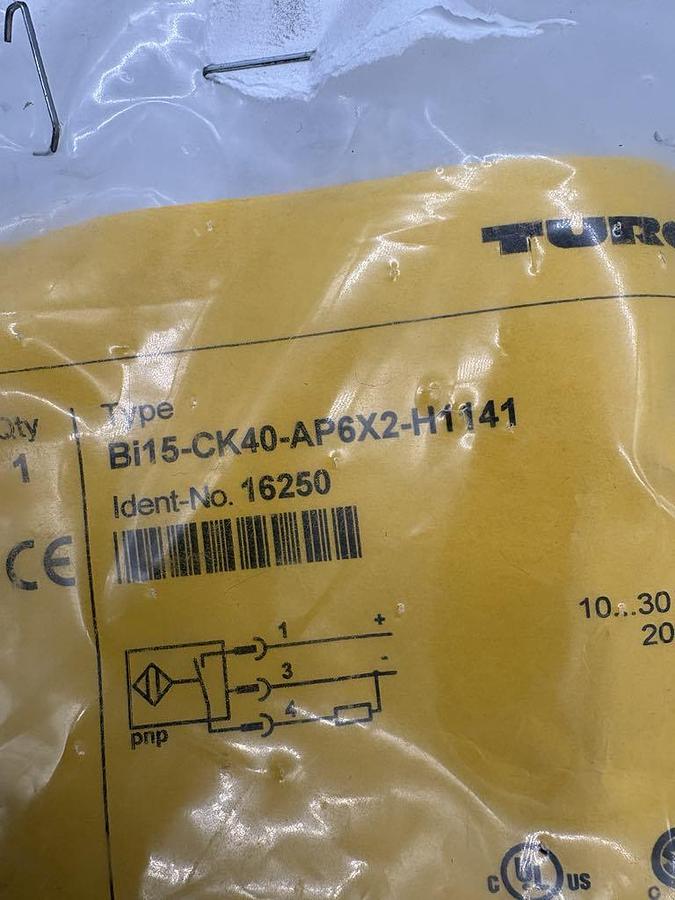 TURC
Qty
1
Type
Bi15-CK40-AP6X2-H1141
Ident-No. 16250
CE
1
+
3
-
4
pnp
10...30
20
c UL US
c